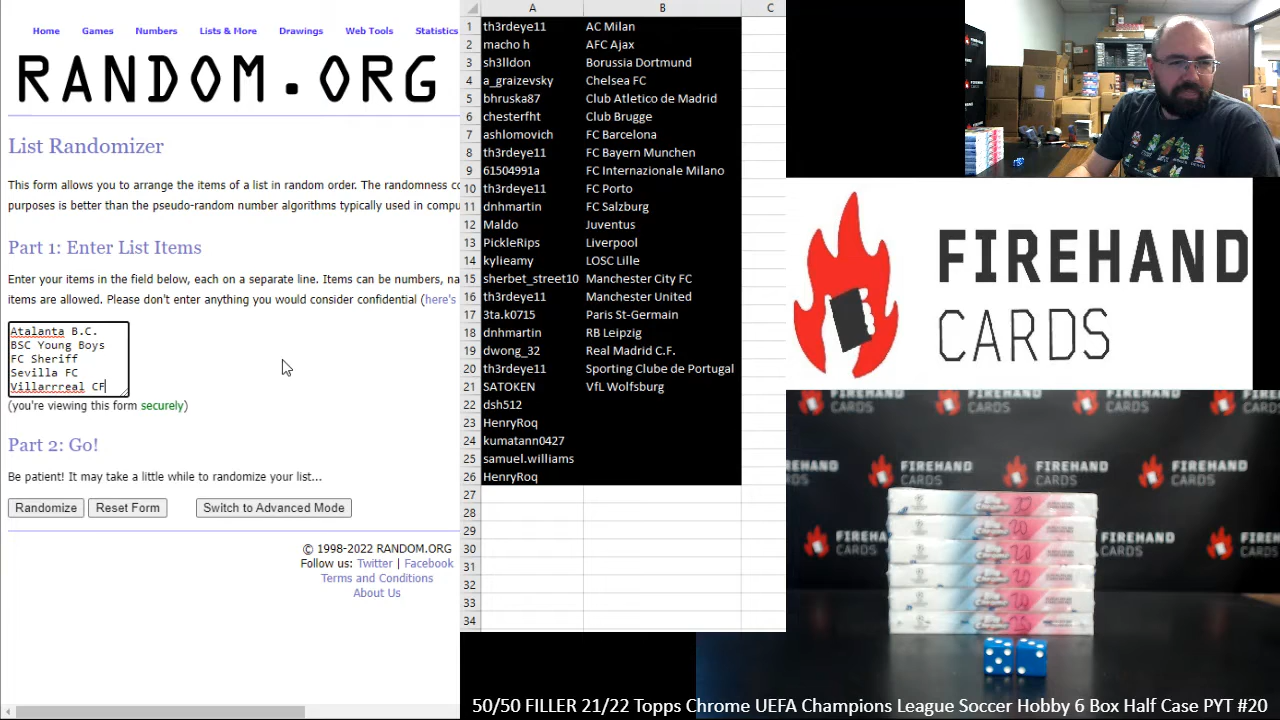 Home Games Numbers Lists & More Drawings Web Tools Statistics
RANDOM.ORG
List Randomizer
This form allows you to arrange the items of a list in random order. The randomness co
purposes is better than the pseudo-random number algorithms typically used in compu
Part 1: Enter List Items
Enter your items in the field below, each on a separate line. Items can be numbers, na
items are allowed. Please don't enter anything you would consider confidential (here's
Atalanta B.C.
BSC Young Boys
FC Sheriff
Sevilla FC
Villarrreal CF
(you're viewing this form securely)
Part 2: Go!
Be patient! It may take a little while to randomize your list...
Randomize Reset Form Switch to Advanced Mode
© 1998-2022 RANDOM.ORG
Follow us: Twitter | Facebook
Terms and Conditions
About Us
A B C
1 th3rdeye11 AC Milan
2 macho h AFC Ajax
3 sh3lldon Borussia Dortmund
4 a_graizevsky Chelsea FC
5 bhruska87 Club Atletico de Madrid
6 chesterfht Club Brugge
7 ashlomovich FC Barcelona
8 th3rdeye11 FC Bayern Munchen
9 61504991a FC Internazionale Milano
10 th3rdeye11 FC Porto
11 dnhmartin FC Salzburg
12 Maldo Juventus
13 PickleRips Liverpool
14 kylieamy LOSC Lille
15 sherbet_street10 Manchester City FC
16 th3rdeye11 Manchester United
17 3ta.k0715 Paris St-Germain
18 dnhmartin RB Leipzig
19 dwong_32 Real Madrid C.F.
20 th3rdeye11 Sporting Clube de Portugal
21 SATOKEN VfL Wolfsburg
22 dsh512
23 HenryRoq
24 kumatann0427
25 samuel.williams
26 HenryRoq
27
28
29
30
31
32
33
34
FIREHAND
CARDS
FIREHAND
CARDS
FIREHAND
CARDS
FIREHAND
CARDS
FIREHAND
CARDS
FIREHAND
CARDS
50/50 FILLER 21/22 Topps Chrome UEFA Champions League Soccer Hobby 6 Box Half Case PYT #20